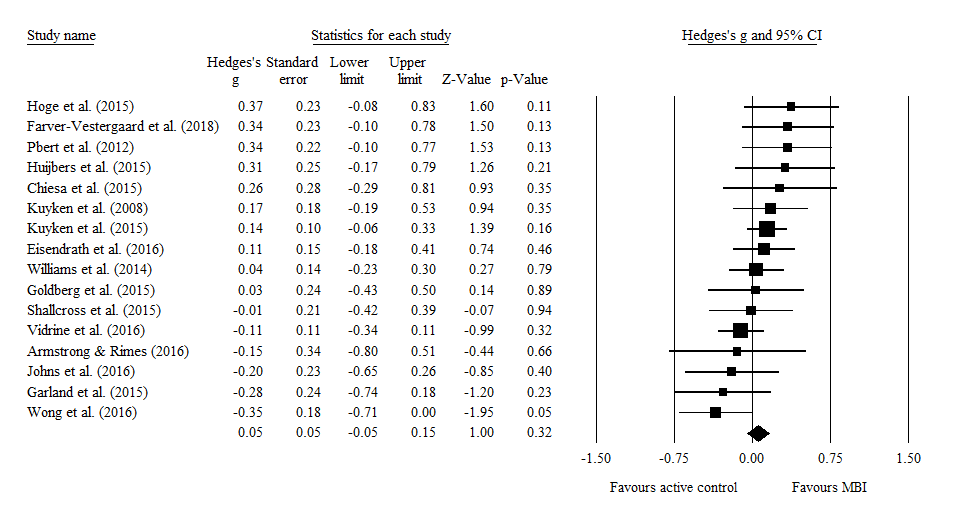 Study name Statistics for each study Hedges's g and 95% CI
Hedges's Standard Lower Upper
g error limit limit Z-Value p-Value
Hoge et al. (2015) 0.37 0.23 -0.08 0.83 1.60 0.11
Farver-Vestergaard et al. (2018) 0.34 0.23 -0.10 0.78 1.50 0.13
Pbert et al. (2012) 0.34 0.22 -0.10 0.77 1.53 0.13
Huijbers et al. (2015) 0.31 0.25 -0.17 0.79 1.26 0.21
Chiesa et al. (2015) 0.26 0.28 -0.29 0.81 0.93 0.35
Kuyken et al. (2008) 0.17 0.18 -0.19 0.53 0.94 0.35
Kuyken et al. (2015) 0.14 0.10 -0.06 0.33 1.39 0.16
Eisendrath et al. (2016) 0.11 0.15 -0.18 0.41 0.74 0.46
Williams et al. (2014) 0.04 0.14 -0.23 0.30 0.27 0.79
Goldberg et al. (2015) 0.03 0.24 -0.43 0.50 0.14 0.89
Shallcross et al. (2015) -0.01 0.21 -0.42 0.39 -0.07 0.94
Vidrine et al. (2016) -0.11 0.11 -0.34 0.11 -0.99 0.32
Armstrong & Rimes (2016) -0.15 0.34 -0.80 0.51 -0.44 0.66
Johns et al. (2016) -0.20 0.23 -0.65 0.26 -0.85 0.40
Garland et al. (2015) -0.28 0.24 -0.74 0.18 -1.20 0.23
Wong et al. (2016) -0.35 0.18 -0.71 0.00 -1.95 0.05
0.05 0.05 -0.05 0.15 1.00 0.32
-1.50 -0.75 0.00 0.75 1.50
Favours active control Favours MBI